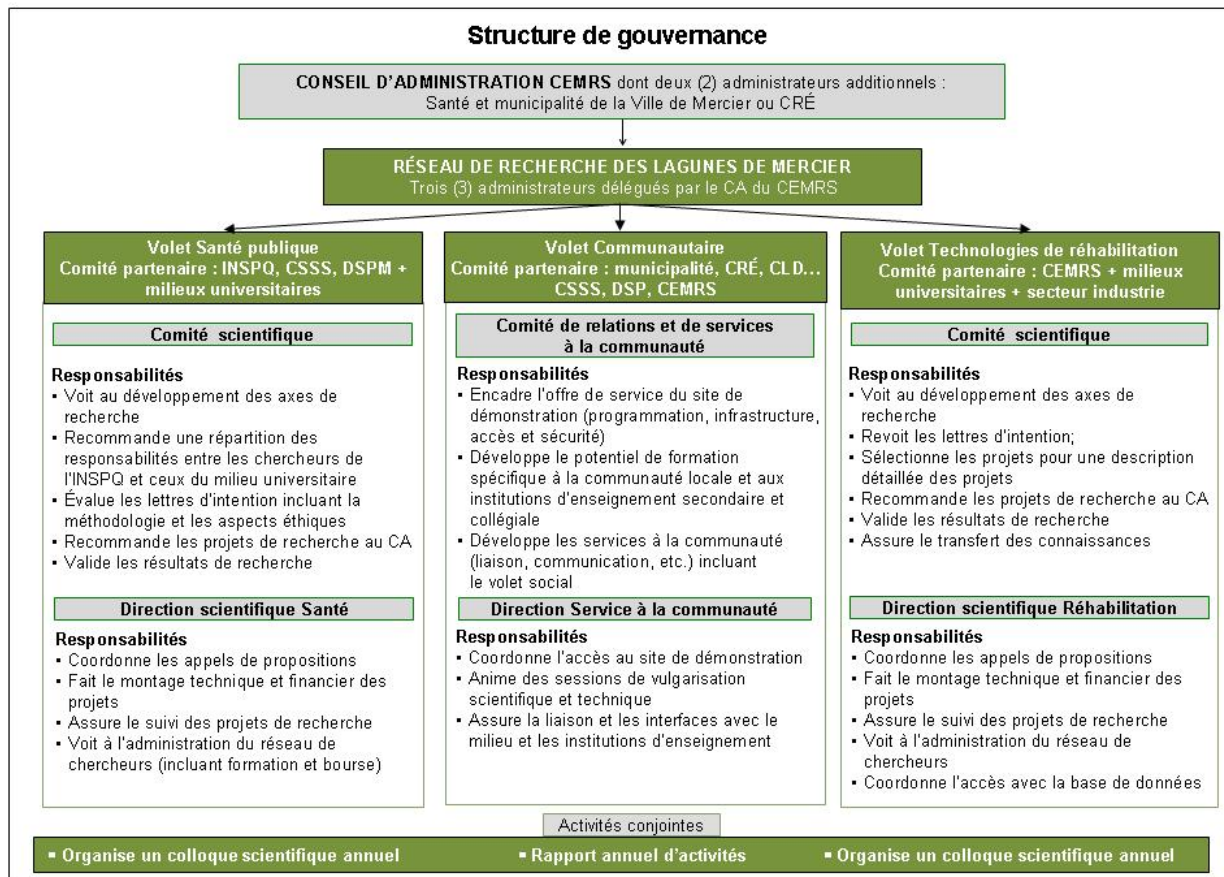 Structure de gouvernance
CONSEIL D'ADMINISTRATION CEMRS dont deux (2) administrateurs additionnels :
Santé et municipalité de la Ville de Mercier ou CRÉ
RÉSEAU DE RECHERCHE DES LAGUNES DE MERCIER
Trois (3) administrateurs délégués par le CA du CEMRS
Volet Santé publique
Comité partenaire : INSPQ, CSSS, DSPM +
milieux universitaires
Comité scientifique
Responsabilités
▪ Voit au développement des axes de
recherche
▪ Recommande une répartition des
responsabilités entre les chercheurs de
l'INSPQ et ceux du milieu universitaire
▪ Évalue les lettres d'intention incluant la
méthodologie et les aspects éthiques
▪ Recommande les projets de recherche au CA
▪ Valide les résultats de recherche
Direction scientifique Santé
Responsabilités
▪ Coordonne les appels de propositions
▪ Fait le montage technique et financier des
projets
▪ Assure le suivi des projets de recherche
▪ Voit à l'administration du réseau de
chercheurs (incluant formation et bourse)
Volet Communautaire
Comité partenaire : municipalité, CRÉ, CLD...
CSSS, DSP, CEMRS
Comité de relations et de services
à la communauté
Responsabilités
▪ Encadre l'offre de service du site de
démonstration (programmation, infrastructure,
accès et sécurité)
▪ Développe le potentiel de formation
spécifique à la communauté locale et aux
institutions d'enseignement secondaire et
collégiale
▪ Développe les services à la communauté
(liaison, communication, etc.) incluant
le volet social
Direction Service à la communauté
Responsabilités
▪ Coordonne l'accès au site de démonstration
▪ Anime des sessions de vulgarisation
scientifique et technique
▪ Assure la liaison et les interfaces avec le
milieu et les institutions d'enseignement
Volet Technologies de réhabilitation
Comité partenaire : CEMRS + milieux
universitaires + secteur industrie
Comité scientifique
Responsabilités
▪ Voit au développement des axes de
recherche
▪ Revoit les lettres d'intention;
▪ Sélectionne les projets pour une description
détaillée des projets
▪ Recommande les projets de recherche au CA
▪ Valide les résultats de recherche
▪ Assure le transfert des connaissances
Direction scientifique Réhabilitation
Responsabilités
▪ Coordonne les appels de propositions
▪ Fait le montage technique et financier des
projets
▪ Assure le suivi des projets de recherche
▪ Voit à l'administration du réseau de
chercheurs
▪ Coordonne l'accès avec la base de données
Activités conjointes
▪ Organise un colloque scientifique annuel ▪ Rapport annuel d'activités ▪ Organise un colloque scientifique annuel